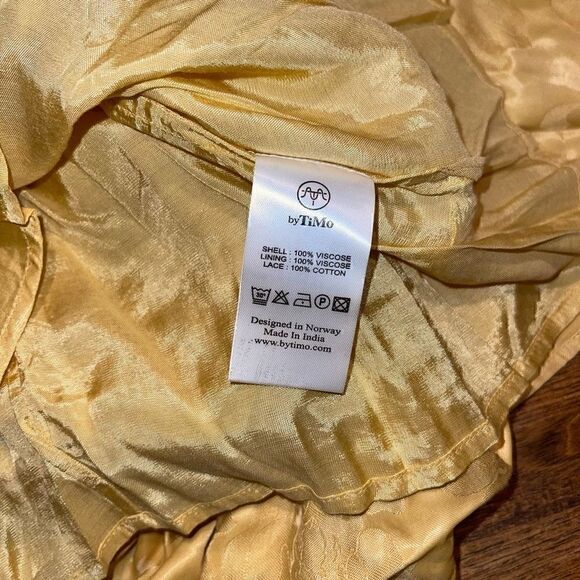 byTiMo
SHELL : 100% VISCOSE
LINING : 100% VISCOSE
LACE : 100% COTTON
30°
P
Designed in Norway
Made In India
www.bytimo.com